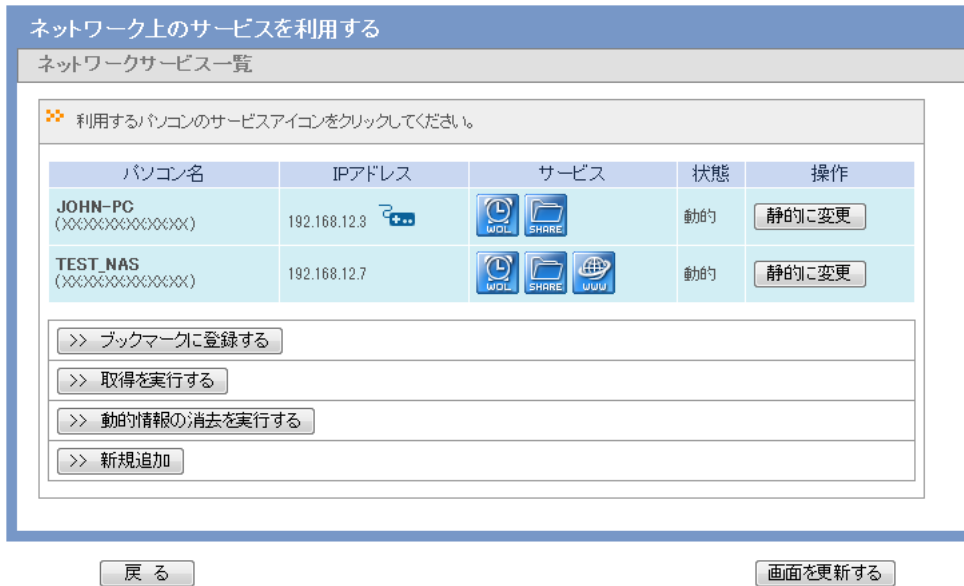 ネットワーク上のサービスを利用する
ネットワークサービス一覧
利用するパソコンのサービスアイコンをクリックしてください。
パソコン名 IPアドレス サービス 状態 操作
JOHN-PC
(XXXXXXXXXXXX)
192.168.12.3 WOL SHARE 動的 静的に変更
TEST_NAS
(XXXXXXXXXXXX)
192.168.12.7 WOL SHARE WWW 動的 静的に変更
>> ブックマークに登録する
>> 取得を実行する
>> 動的情報の消去を実行する
>> 新規追加
戻 る 画面を更新する